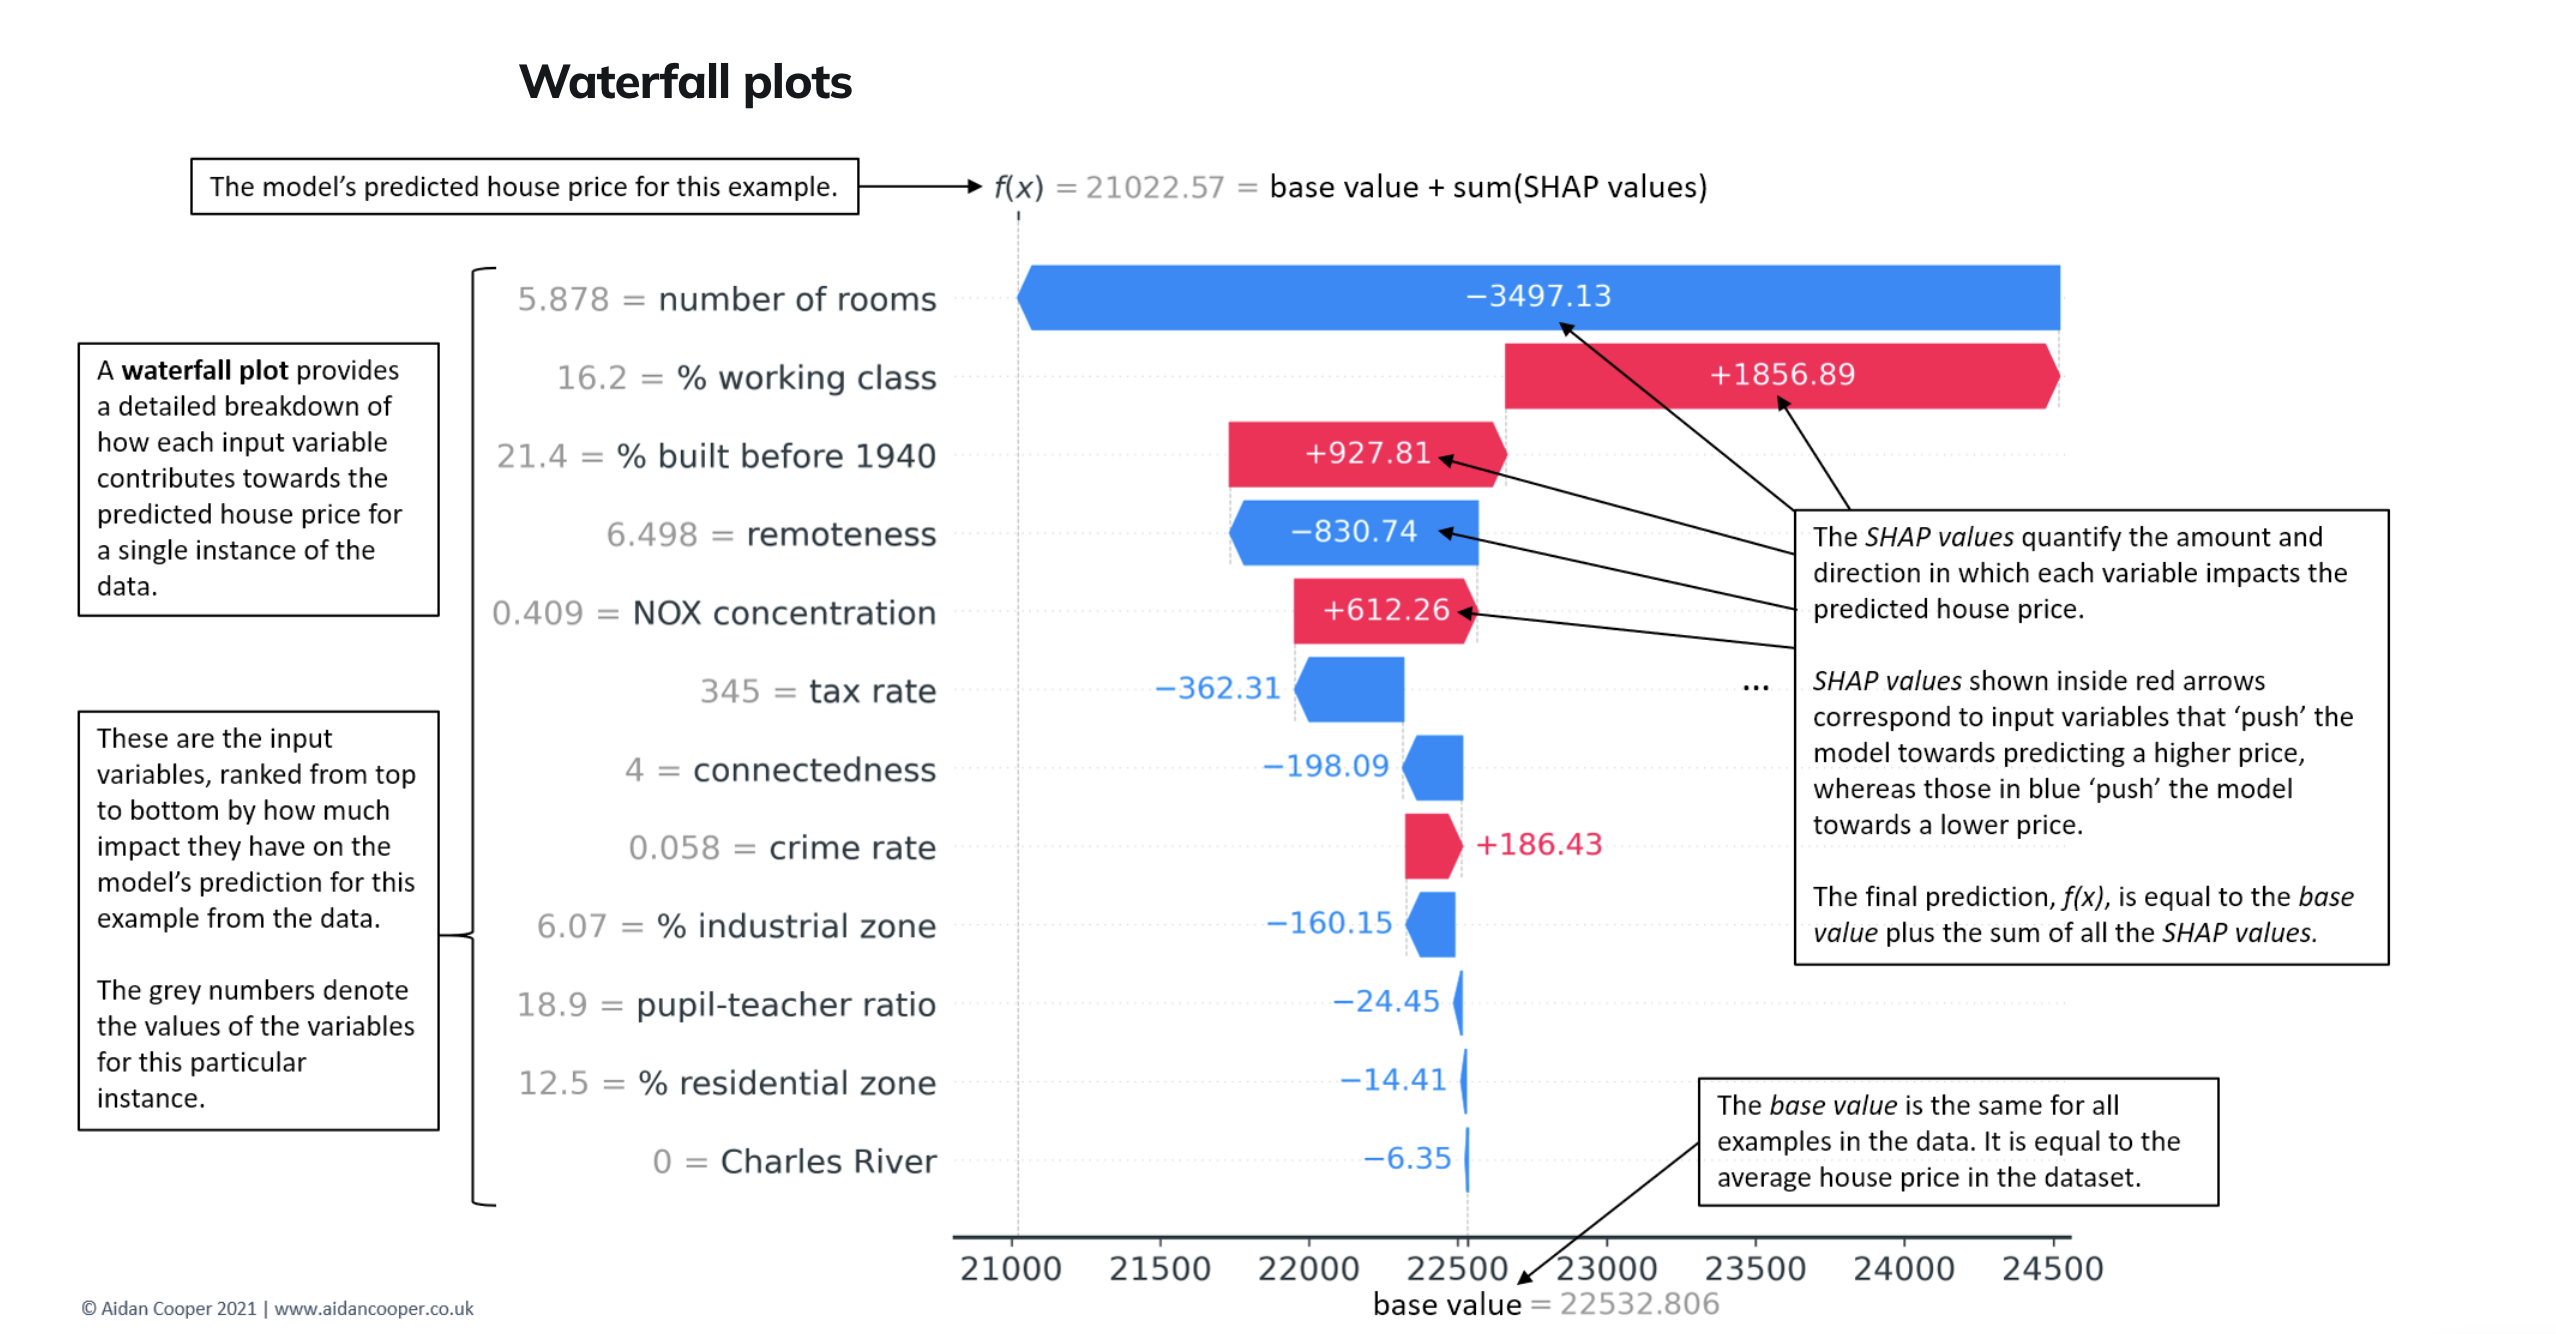 Waterfall plots
The model’s predicted house price for this example.
f(x) = 21022.57 = base value + sum(SHAP values)
A waterfall plot provides
a detailed breakdown of
how each input variable
contributes towards the
predicted house price for
a single instance of the
data.
These are the input
variables, ranked from top
to bottom by how much
impact they have on the
model’s prediction for this
example from the data.
The grey numbers denote
the values of the variables
for this particular
instance.
5.878 = number of rooms
−3497.13
16.2 = % working class
+1856.89
21.4 = % built before 1940
+927.81
6.498 = remoteness
−830.74
0.409 = NOX concentration
+612.26
345 = tax rate
−362.31
...
4 = connectedness
−198.09
0.058 = crime rate
+186.43
6.07 = % industrial zone
−160.15
18.9 = pupil-teacher ratio
−24.45
12.5 = % residential zone
−14.41
0 = Charles River
−6.35
The SHAP values quantify the amount and
direction in which each variable impacts the
predicted house price.
SHAP values shown inside red arrows
correspond to input variables that ‘push’ the
model towards predicting a higher price,
whereas those in blue ‘push’ the model
towards a lower price.
The final prediction, f(x), is equal to the base
value plus the sum of all the SHAP values.
The base value is the same for all
examples in the data. It is equal to the
average house price in the dataset.
21000 21500 22000 22500 23000 23500 24000 24500
base value = 22532.806
© Aidan Cooper 2021 | www.aidancooper.co.uk